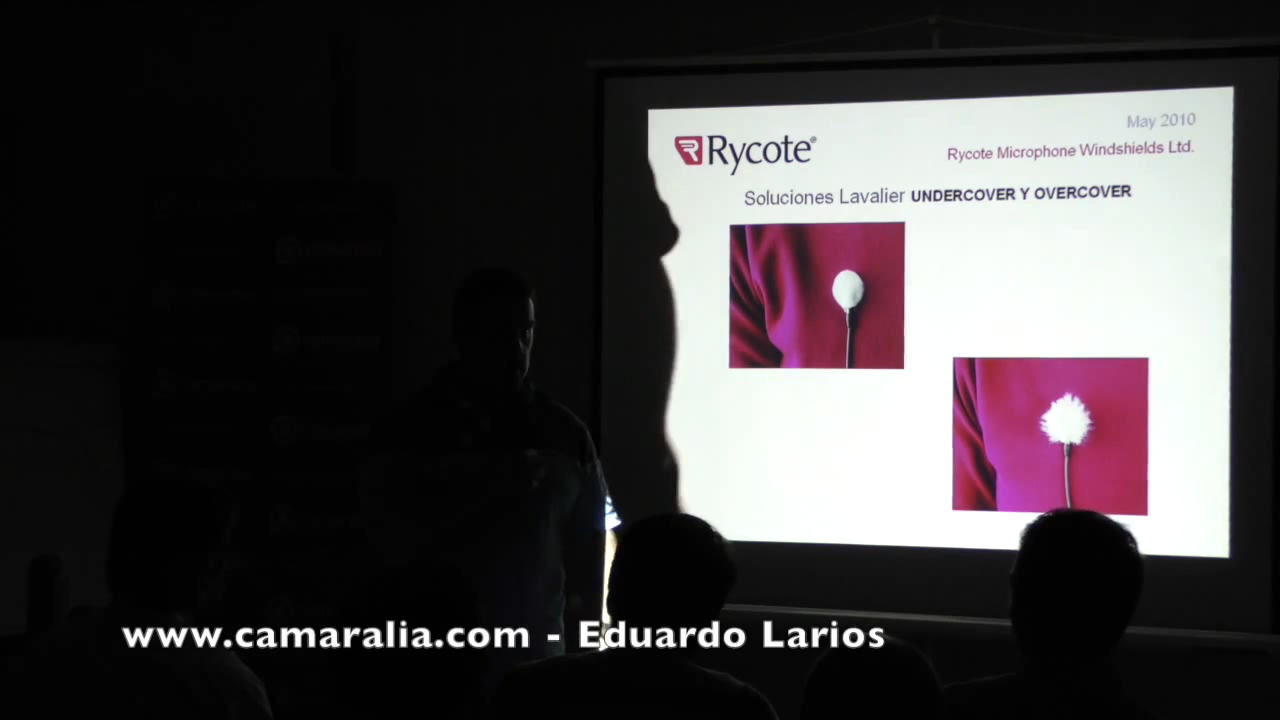 May 2010
Rycote®
Rycote Microphone Windshields Ltd.
Soluciones Lavalier UNDERCOVER Y OVERCOVER
www.camaralia.com - Eduardo Larios